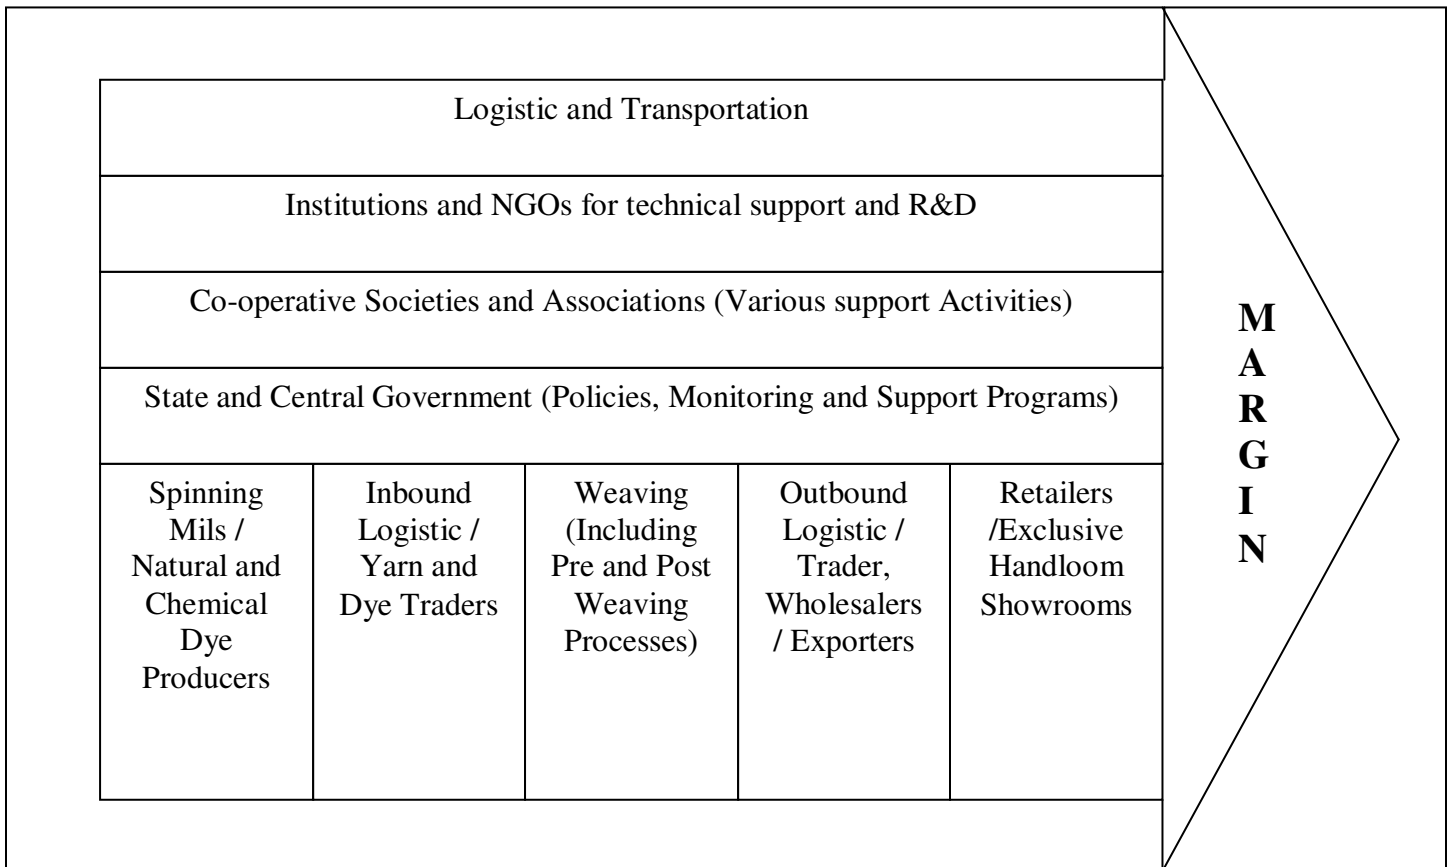 Logistic and Transportation
Institutions and NGOs for technical support and R&D
Co-operative Societies and Associations (Various support Activities)
State and Central Government (Policies, Monitoring and Support Programs)
Spinning
Mils /
Natural and
Chemical
Dye
Producers
Inbound
Logistic /
Yarn and
Dye Traders
Weaving
(Including
Pre and Post
Weaving
Processes)
Outbound
Logistic /
Trader,
Wholesalers
/ Exporters
Retailers
/Exclusive
Handloom
Showrooms
M
A
R
G
I
N